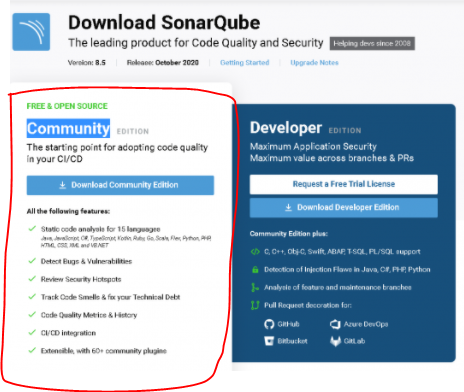 Download SonarQube
The leading product for Code Quality and Security Helping devs since 2008
Version: 8.5 Release: October 2020 Getting Started Upgrade Notes
FREE & OPEN SOURCE
Community EDITION
The starting point for adopting code quality
in your CI/CD
Download Community Edition
All the following features:
Static code analysis for 15 languages
Java, JavaScript, C#, TypeScript, Kotlin, Ruby, Go, Scala, Flex, Python, PHP,
HTML, CSS, XML and VB.NET
Detect Bugs & Vulnerabilities
Review Security Hotspots
Track Code Smells & fix your Technical Debt
Code Quality Metrics & History
CI/CD integration
Extensible, with 60+ community plugins
Developer EDITION
Maximum Application Security
Maximum value across branches & PRs
Request a Free Trial License
Download Developer Edition
Community Edition plus:
C, C++, Obj-C, Swift, ABAP, T-SQL, PL/SQL support
Detection of Injection Flaws in Java, C#, PHP, Python
Analysis of feature and maintenance branches
Pull Request decoration for:
GitHub Azure DevOps
Bitbucket GitLab